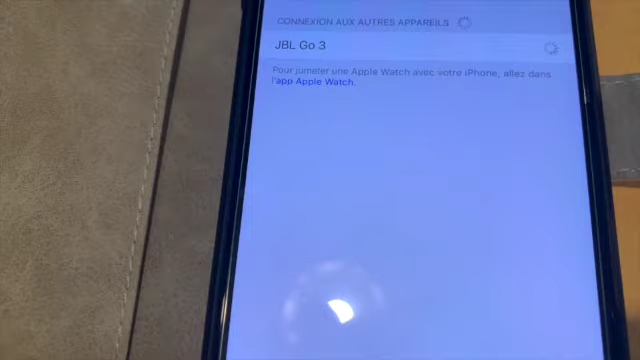 CONNEXION AUX AUTRES APPAREILS
JBL Go 3
Pour jumeler une Apple Watch avec votre iPhone, allez dans
l'app Apple Watch.